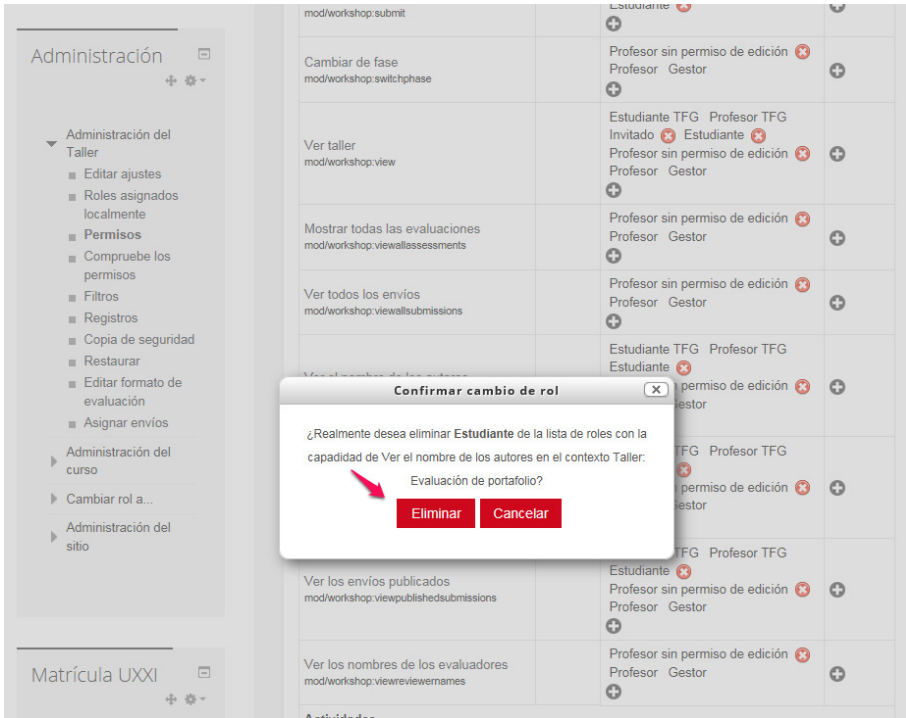 mod/workshop:submit
Estudiante
Administración
Administración del
Taller
Editar ajustes
Roles asignados
localmente
Permisos
Compruebe los
permisos
Filtros
Registros
Copia de seguridad
Restaurar
Editar formato de
evaluación
Asignar envíos
Administración del
curso
Cambiar rol a...
Administración del
sitio
Matrícula UXXI
Cambiar de fase
mod/workshop:switchphase
Profesor sin permiso de edición
Profesor Gestor
Ver taller
mod/workshop:view
Estudiante TFG Profesor TFG
Invitado Estudiante
Profesor sin permiso de edición
Profesor Gestor
Mostrar todas las evaluaciones
mod/workshop:viewallassessments
Profesor sin permiso de edición
Profesor Gestor
Ver todos los envíos
mod/workshop:viewallsubmissions
Profesor sin permiso de edición
Profesor Gestor
Ver el nombre de los autores
Estudiante TFG Profesor TFG
Estudiante
permiso de edición
Gestor
Confirmar cambio de rol
¿Realmente desea eliminar Estudiante de la lista de roles con la
capadidad de Ver el nombre de los autores en el contexto Taller:
Evaluación de portafolio?
Eliminar Cancelar
TFG Profesor TFG
permiso de edición
Gestor
Ver los envíos publicados
mod/workshop:viewpublishedsubmissions
TFG Profesor TFG
Estudiante
Profesor sin permiso de edición
Profesor Gestor
Ver los nombres de los evaluadores
mod/workshop:viewreviewernames
Profesor sin permiso de edición
Profesor Gestor
Actividades